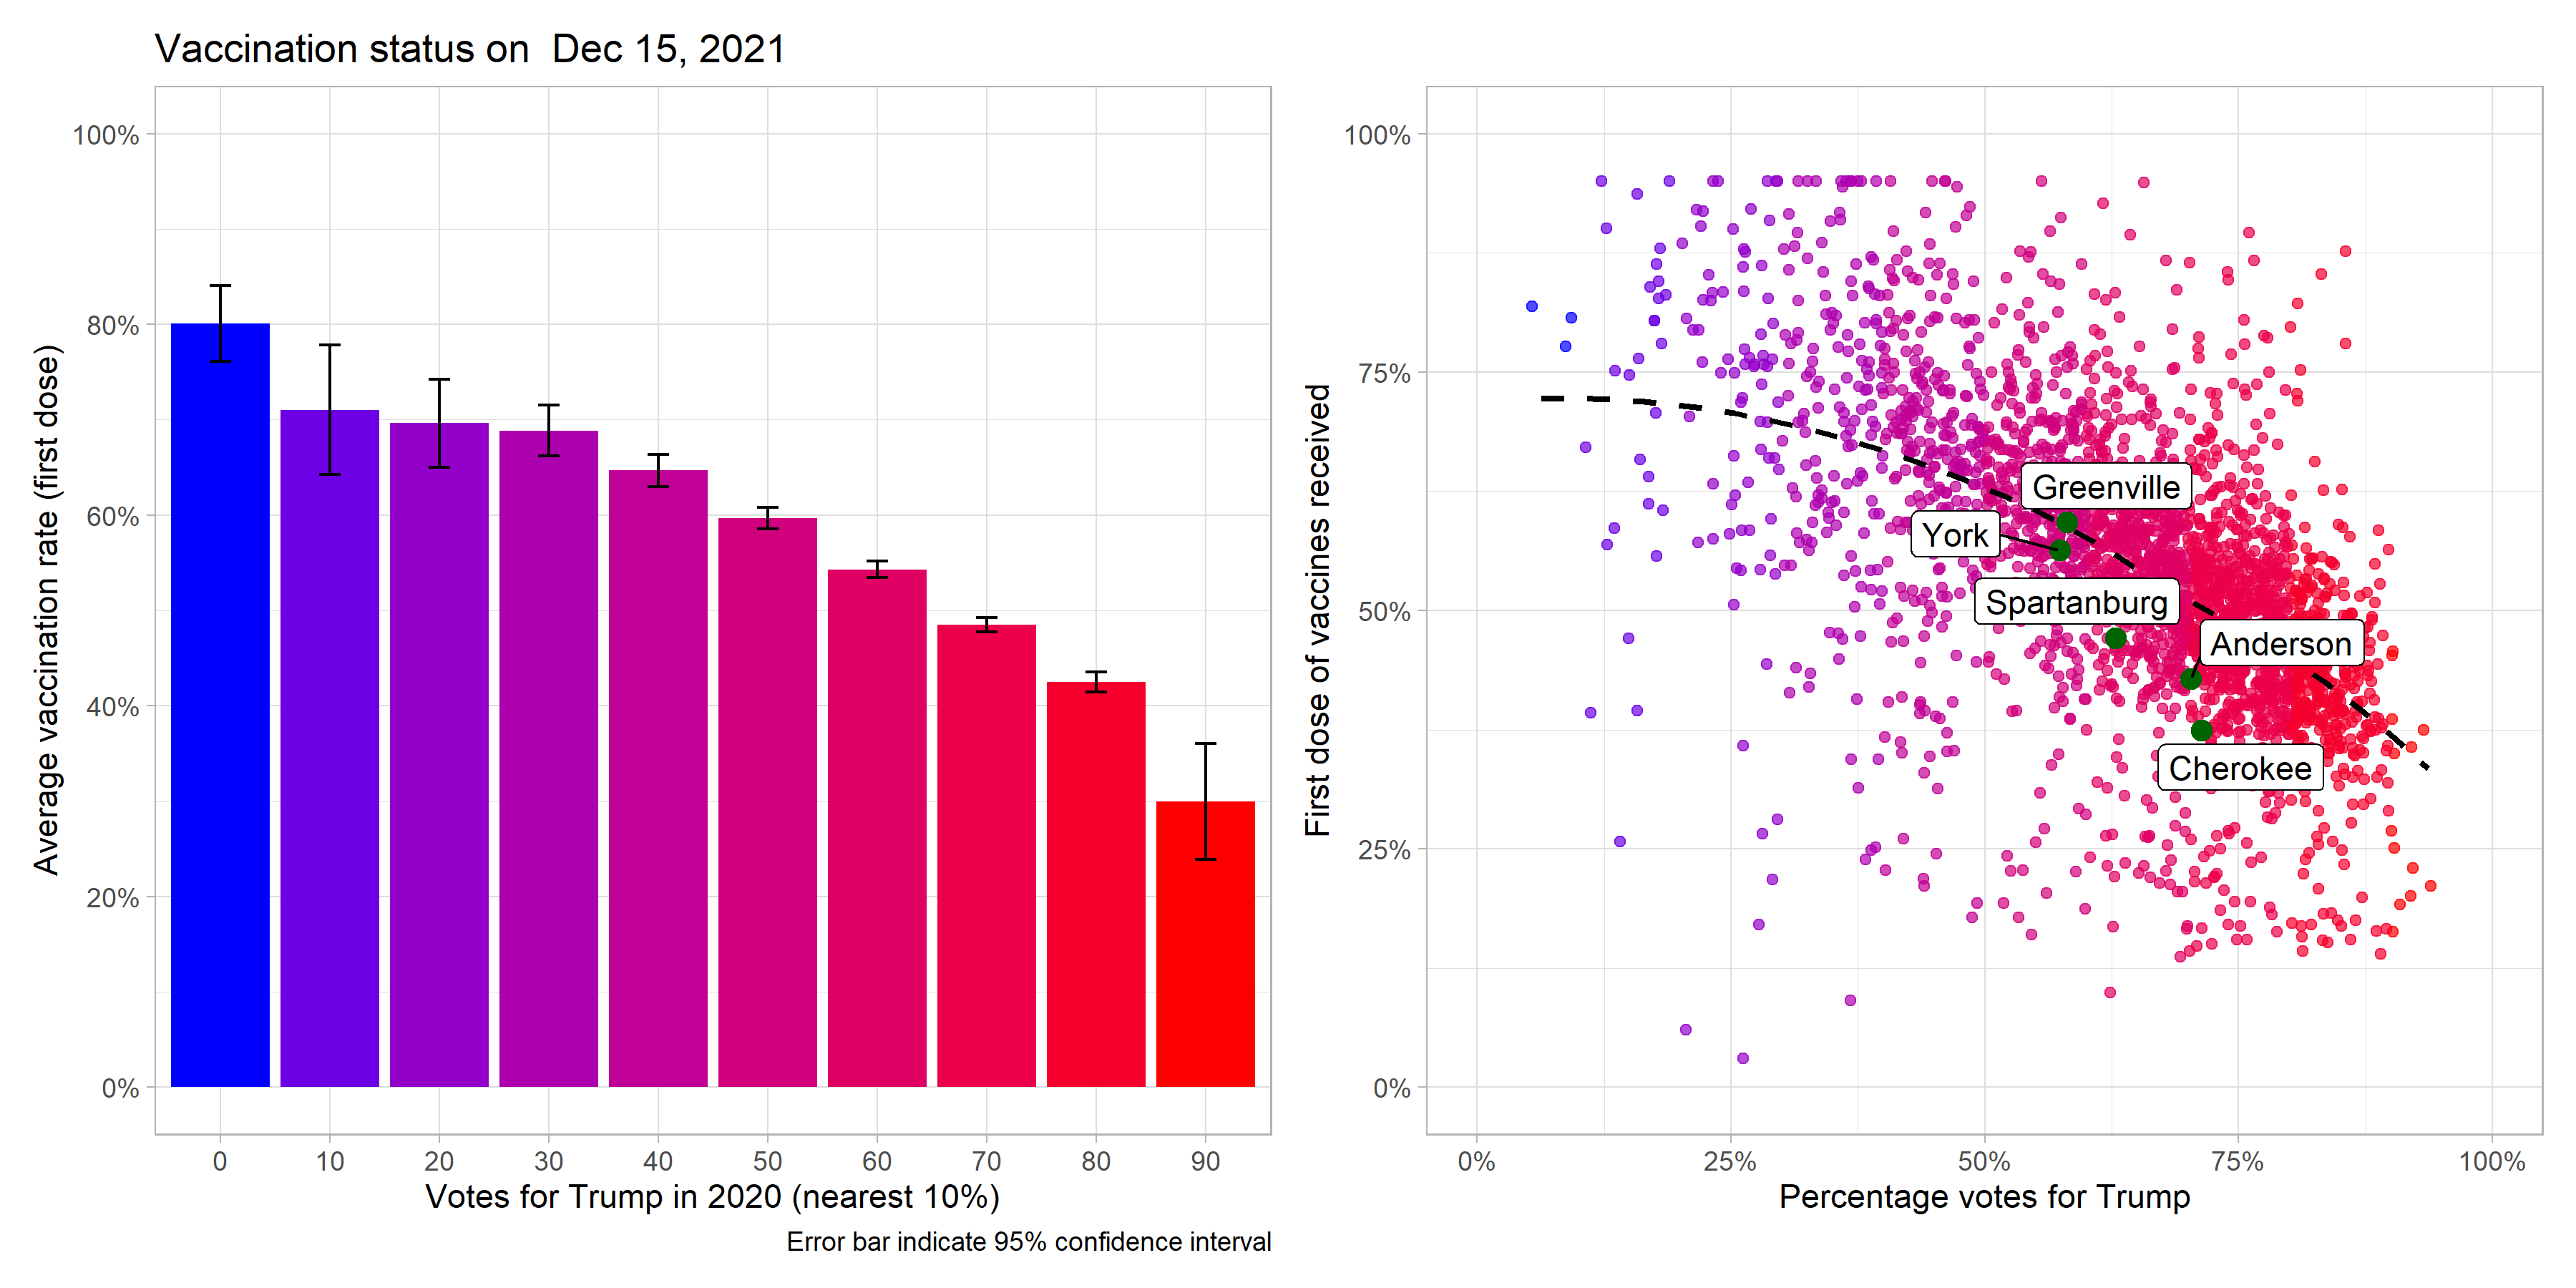 Vaccination status on  Dec 15, 2021
Average vaccination rate (first dose)
100%
80%
60%
40%
20%
0%
0 10 20 30 40 50 60 70 80 90
Votes for Trump in 2020 (nearest 10%)
Error bar indicate 95% confidence interval
First dose of vaccines received
100%
75%
50%
25%
0%
Greenville
York
Spartanburg
Anderson
Cherokee
0% 25% 50% 75% 100%
Percentage votes for Trump